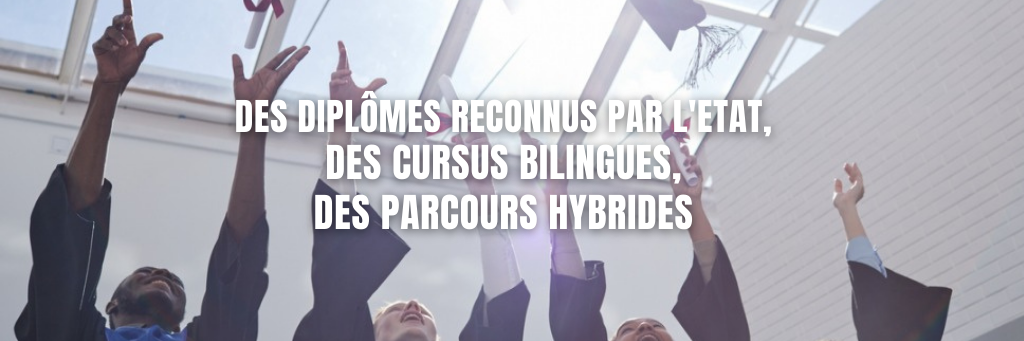 DES DIPLÔMES RECONNUS PAR L'ETAT,
DES CURSUS BILINGUES,
DES PARCOURS HYBRIDES